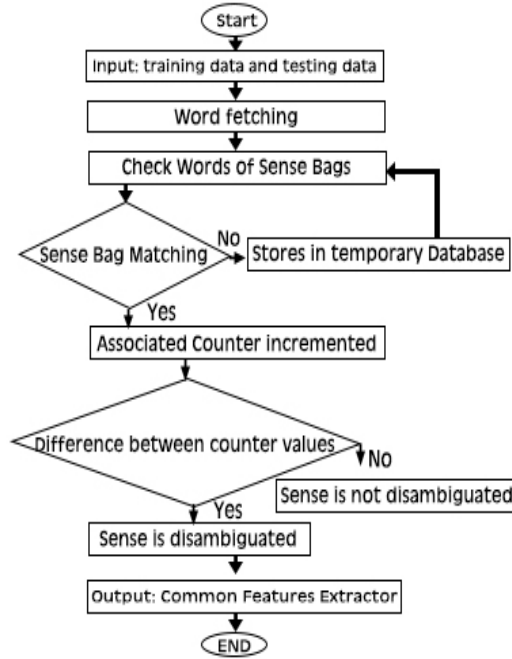 Start
Input: training data and testing data
Word fetching
Check Words of Sense Bags
Sense Bag Matching
No
Stores in temporary Database
Yes
Associated Counter incremented
Difference between counter values
No
Sense is not disambiguated
Yes
Sense is disambiguated
Output: Common Features Extractor
END